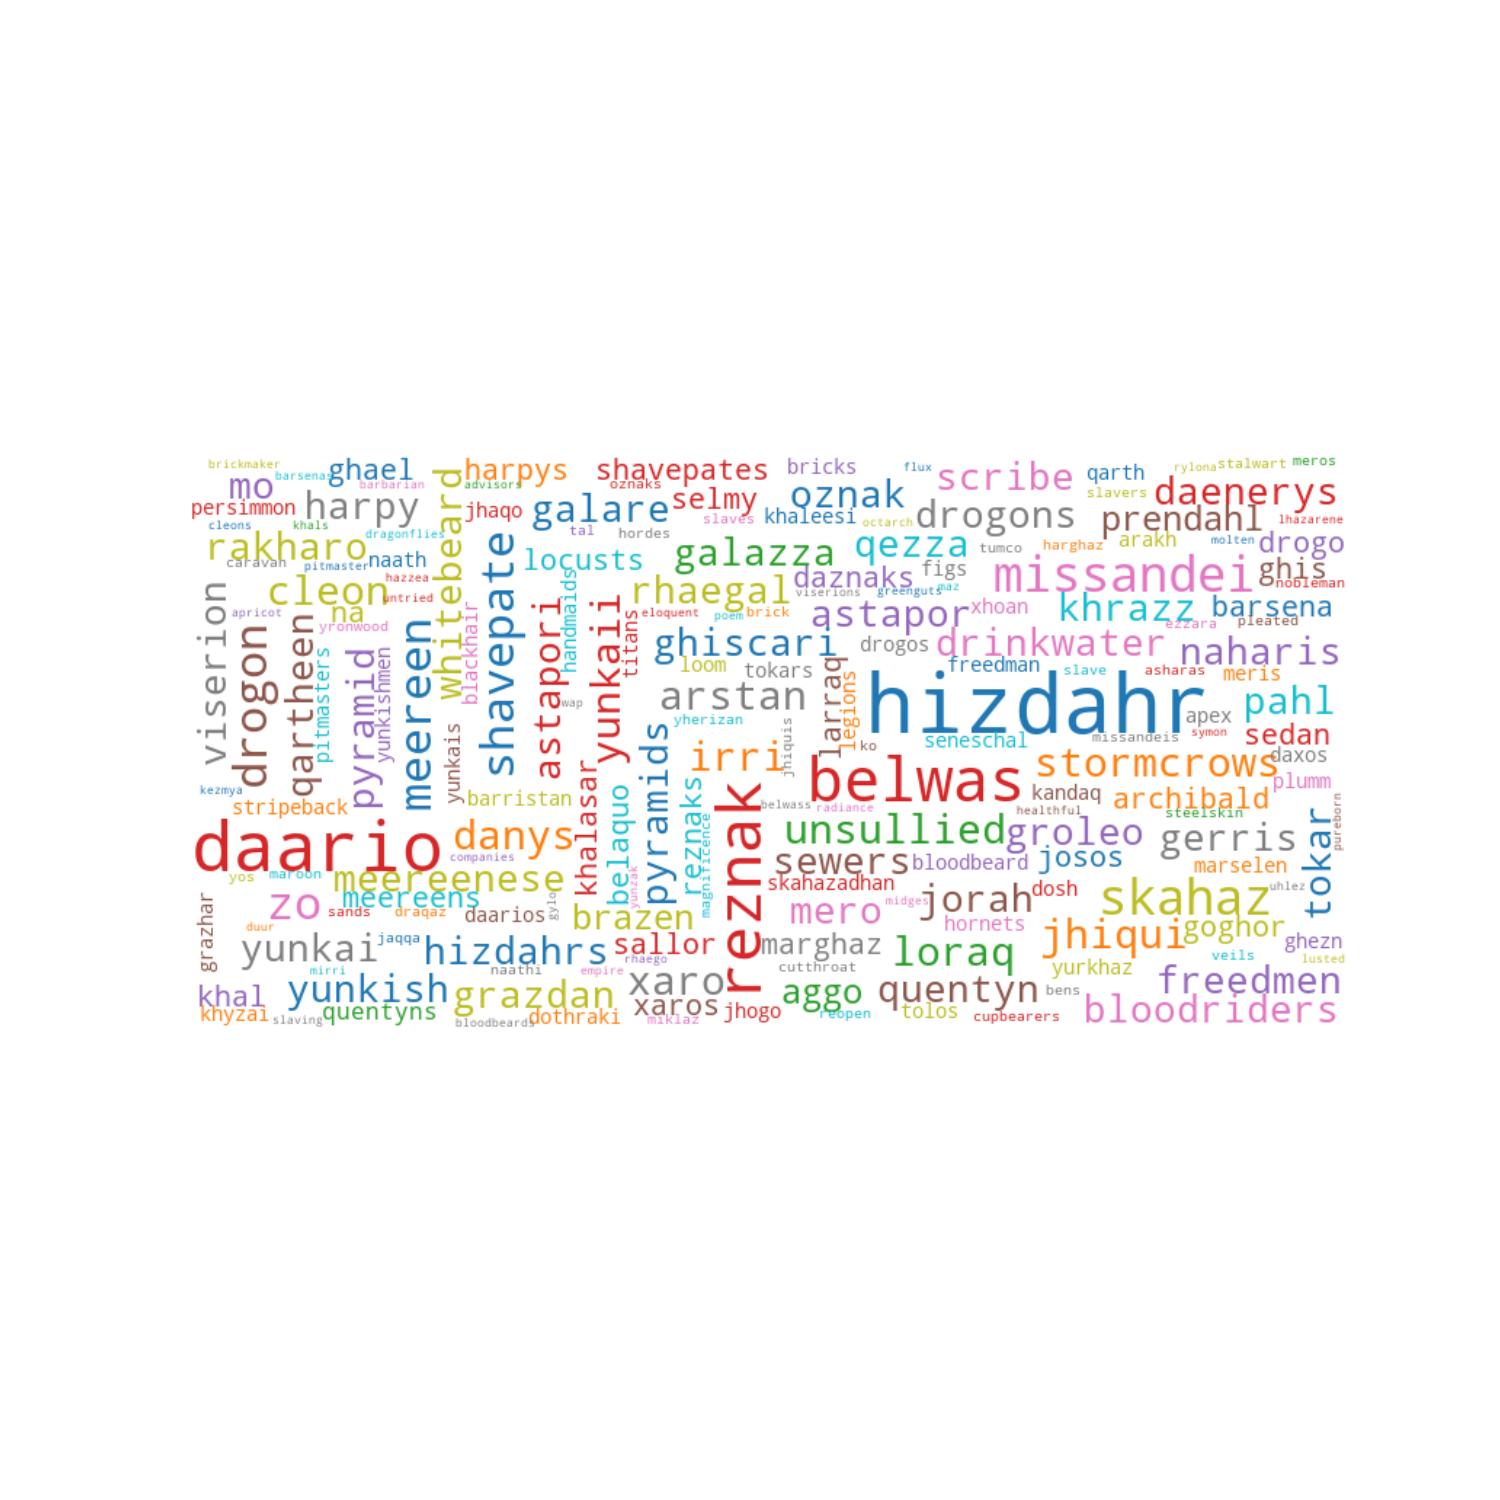 brickmaker
barsenas
ghael
barbarian
harpys
advisors
shavepates
oznaks
bricks
flux
scribe
qarth
rylona
stalwart
meros
mo
persimmon
harpy
whitebeard
jhaqo
galare
selmy
slaves
khaleesi
oznak
octarch
drogons
slavers
daenerys
prendahl
lhazarene
cleons
khals
dragonflies
tal
hordes
rakharo
caravah
pitmaster
naath
locusts
galazza
qezza
tumco
harghaz
arakh
molten
drogo
viserion
cleon
hazzea
untried
na
shavepate
handmaids
rhaegal
daznaks
viserions
figs
greenguts
maz
missandei
ghis
nobleman
apricot
yronwood
blackhair
astapori
yunkaii
titans
eloquent
poem
brick
astapor
xhoan
khrazz
ezzara
barsena
pleated
drogon
qartheen
pitmasters
pyramid
yunkishmen
meereen
ghiscari
drogos
drinkwater
naharis
loom
tokars
larraq
legions
freedman
slave
asharas
meris
wap
arstan
hizdahr
pahl
yherizan
jhiquis
apex
yunkais
pyramids
irri
ko
seneschal
missandeis
symon
sedan
daxos
kezmya
stripeback
barristan
khalasar
belaquo
reznaks
reznak
belwas
stormcrows
plumm
kandaq
archibald
belwass
radiance
healthful
steelskin
pureborn
daario
danys
companies
magnificence
unsullied
groleo
gerris
tokar
yos
maroon
meereenese
sewers
bloodbeard
josos
marselen
meereens
yunzak
skahazadhan
jorah
dosh
skahaz
uhlez
grazhar
zo
sands
draqaz
daarios
gylo
brazen
mero
midges
hornets
goghor
duur
yunkai
jaqqa
hizdahrs
sallor
marghaz
loraq
jhiqui
ghezn
mirri
naathi
empire
rhaego
cutthroat
yurkhaz
veils
lusted
khal
yunkish
grazdan
xaro
aggo
quentyn
bens
freedmen
khyzai
slaving
quentyns
bloodbeards
dothraki
xaros
miklaz
jhogo
reopen
tolos
cupbearers
bloodriders